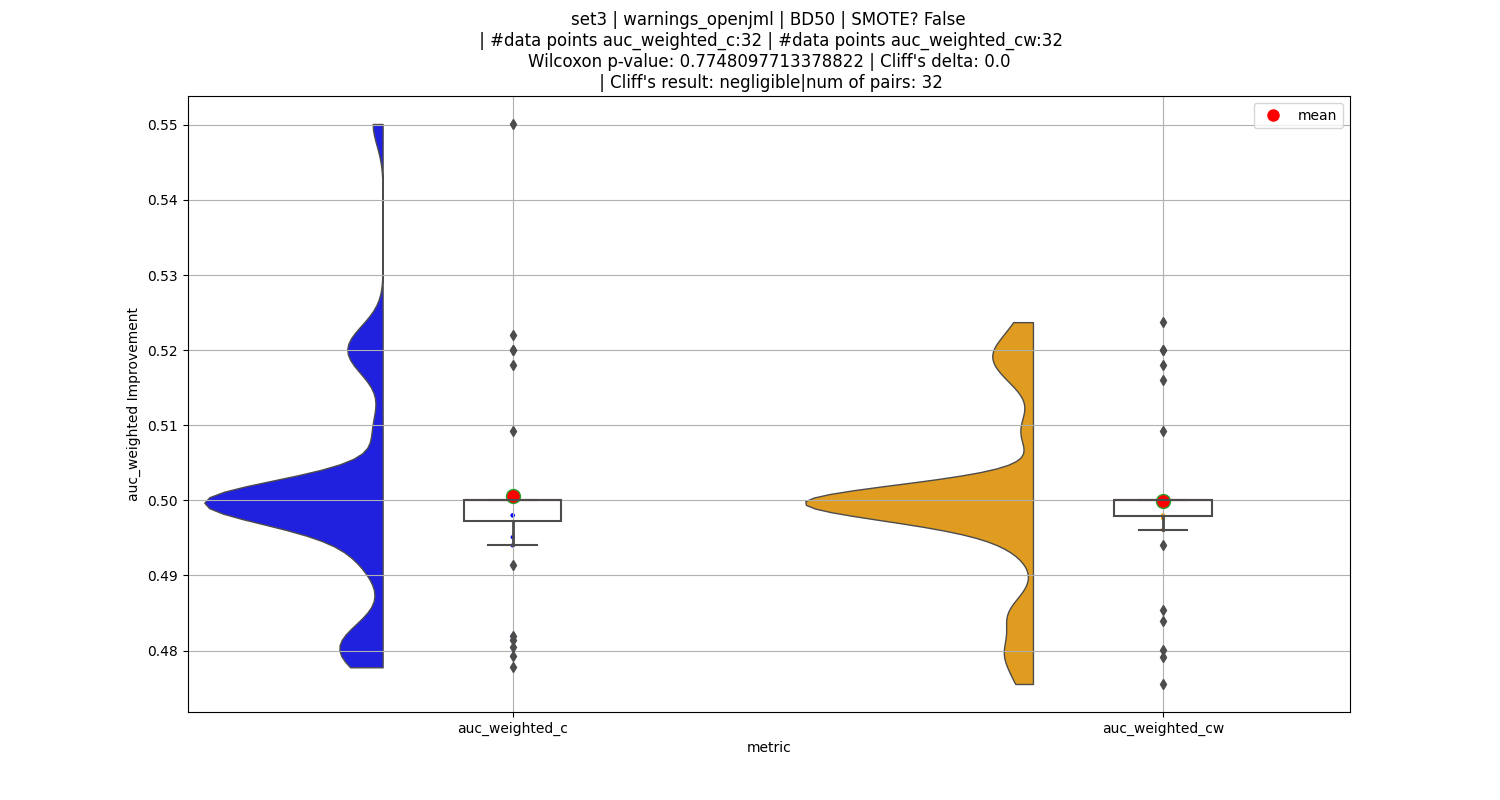 set3 | warnings_openjml | BD50 | SMOTE? False
| #data points auc_weighted_c:32 | #data points auc_weighted_cw:32
Wilcoxon p-value: 0.7748097713378822 | Cliff's delta: 0.0
| Cliff's result: negligible|num of pairs: 32
mean
0.55
0.54
0.53
0.52
0.51
0.50
0.49
0.48
auc_weighted Improvement
auc_weighted_c
auc_weighted_cw
metric